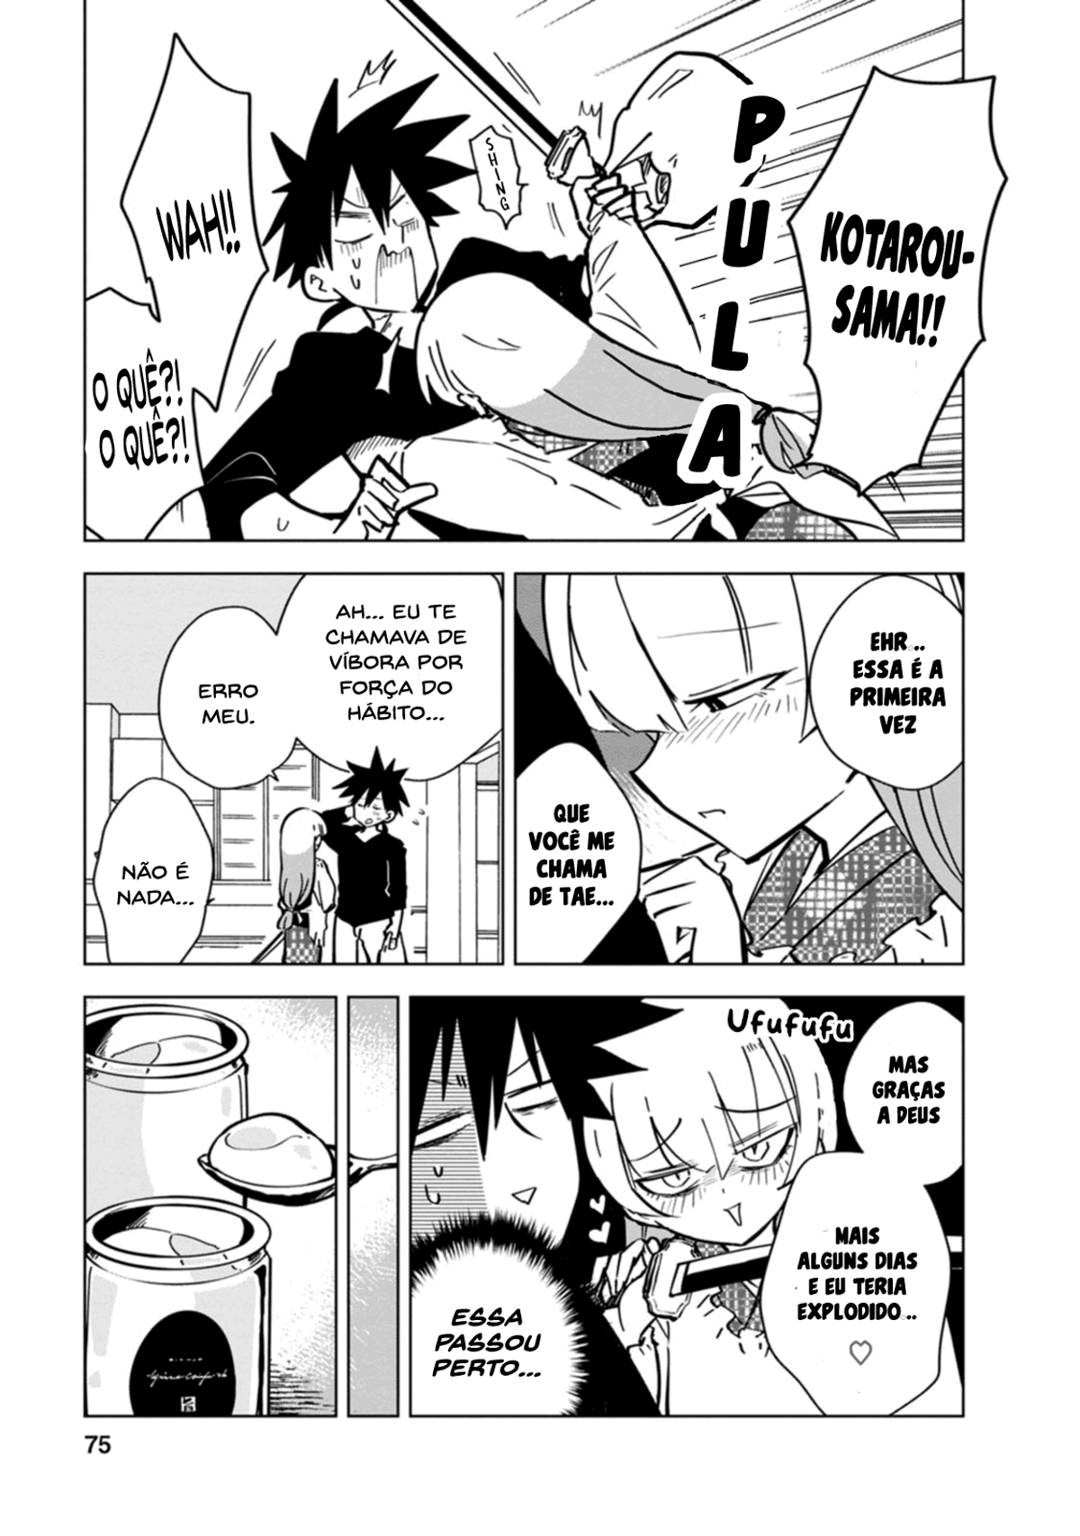 KOTAROU-
SAMA!!
PULA
SHING
WAH!!
O QUÊ?!
O QUÊ?!
EHR...
ESSA É A
PRIMEIRA
VEZ
QUE
VOCÊ ME
CHAMA
DE TAE...
AH... EU TE
CHAMAVA DE
VÍBORA POR
FORÇA DO
HÁBITO...
ERRO
MEU.
NÃO É
NADA...
MAS
GRAÇAS
A DEUS
Ufufufu
MAIS
ALGUNS DIAS
E EU TERIA
EXPLODIDO...
♡
ESSA
PASSOU
PERTO...
75